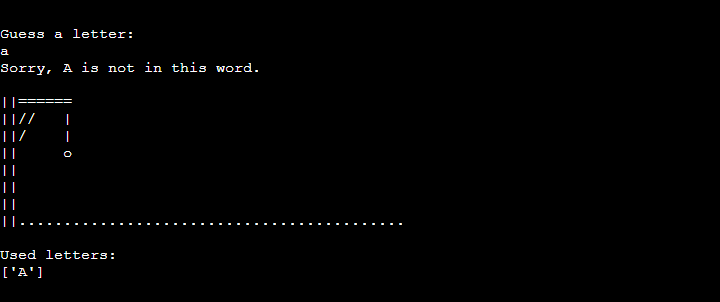 Guess a letter:
a
Sorry, A is not in this word.
||======
||//   |
||/    |
||     o
||
||
||
||...........................................
Used letters:
['A']